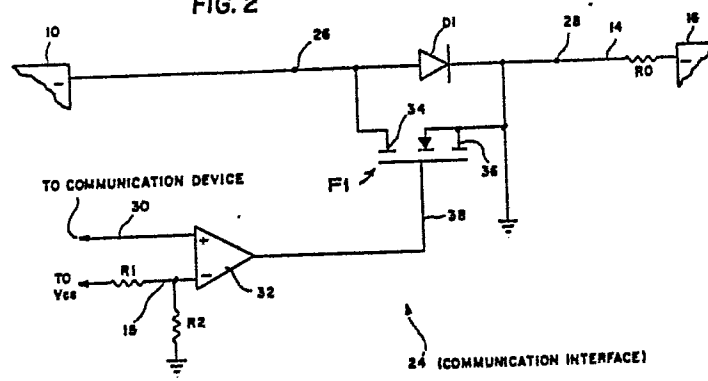 FIG. 2
10
26
D1
28
14
16
-
-
R0
34
36
F1
TO COMMUNICATION DEVICE
30
38
+
-
32
TO
Vcc
R1
15
R2
24 (COMMUNICATION INTERFACE)